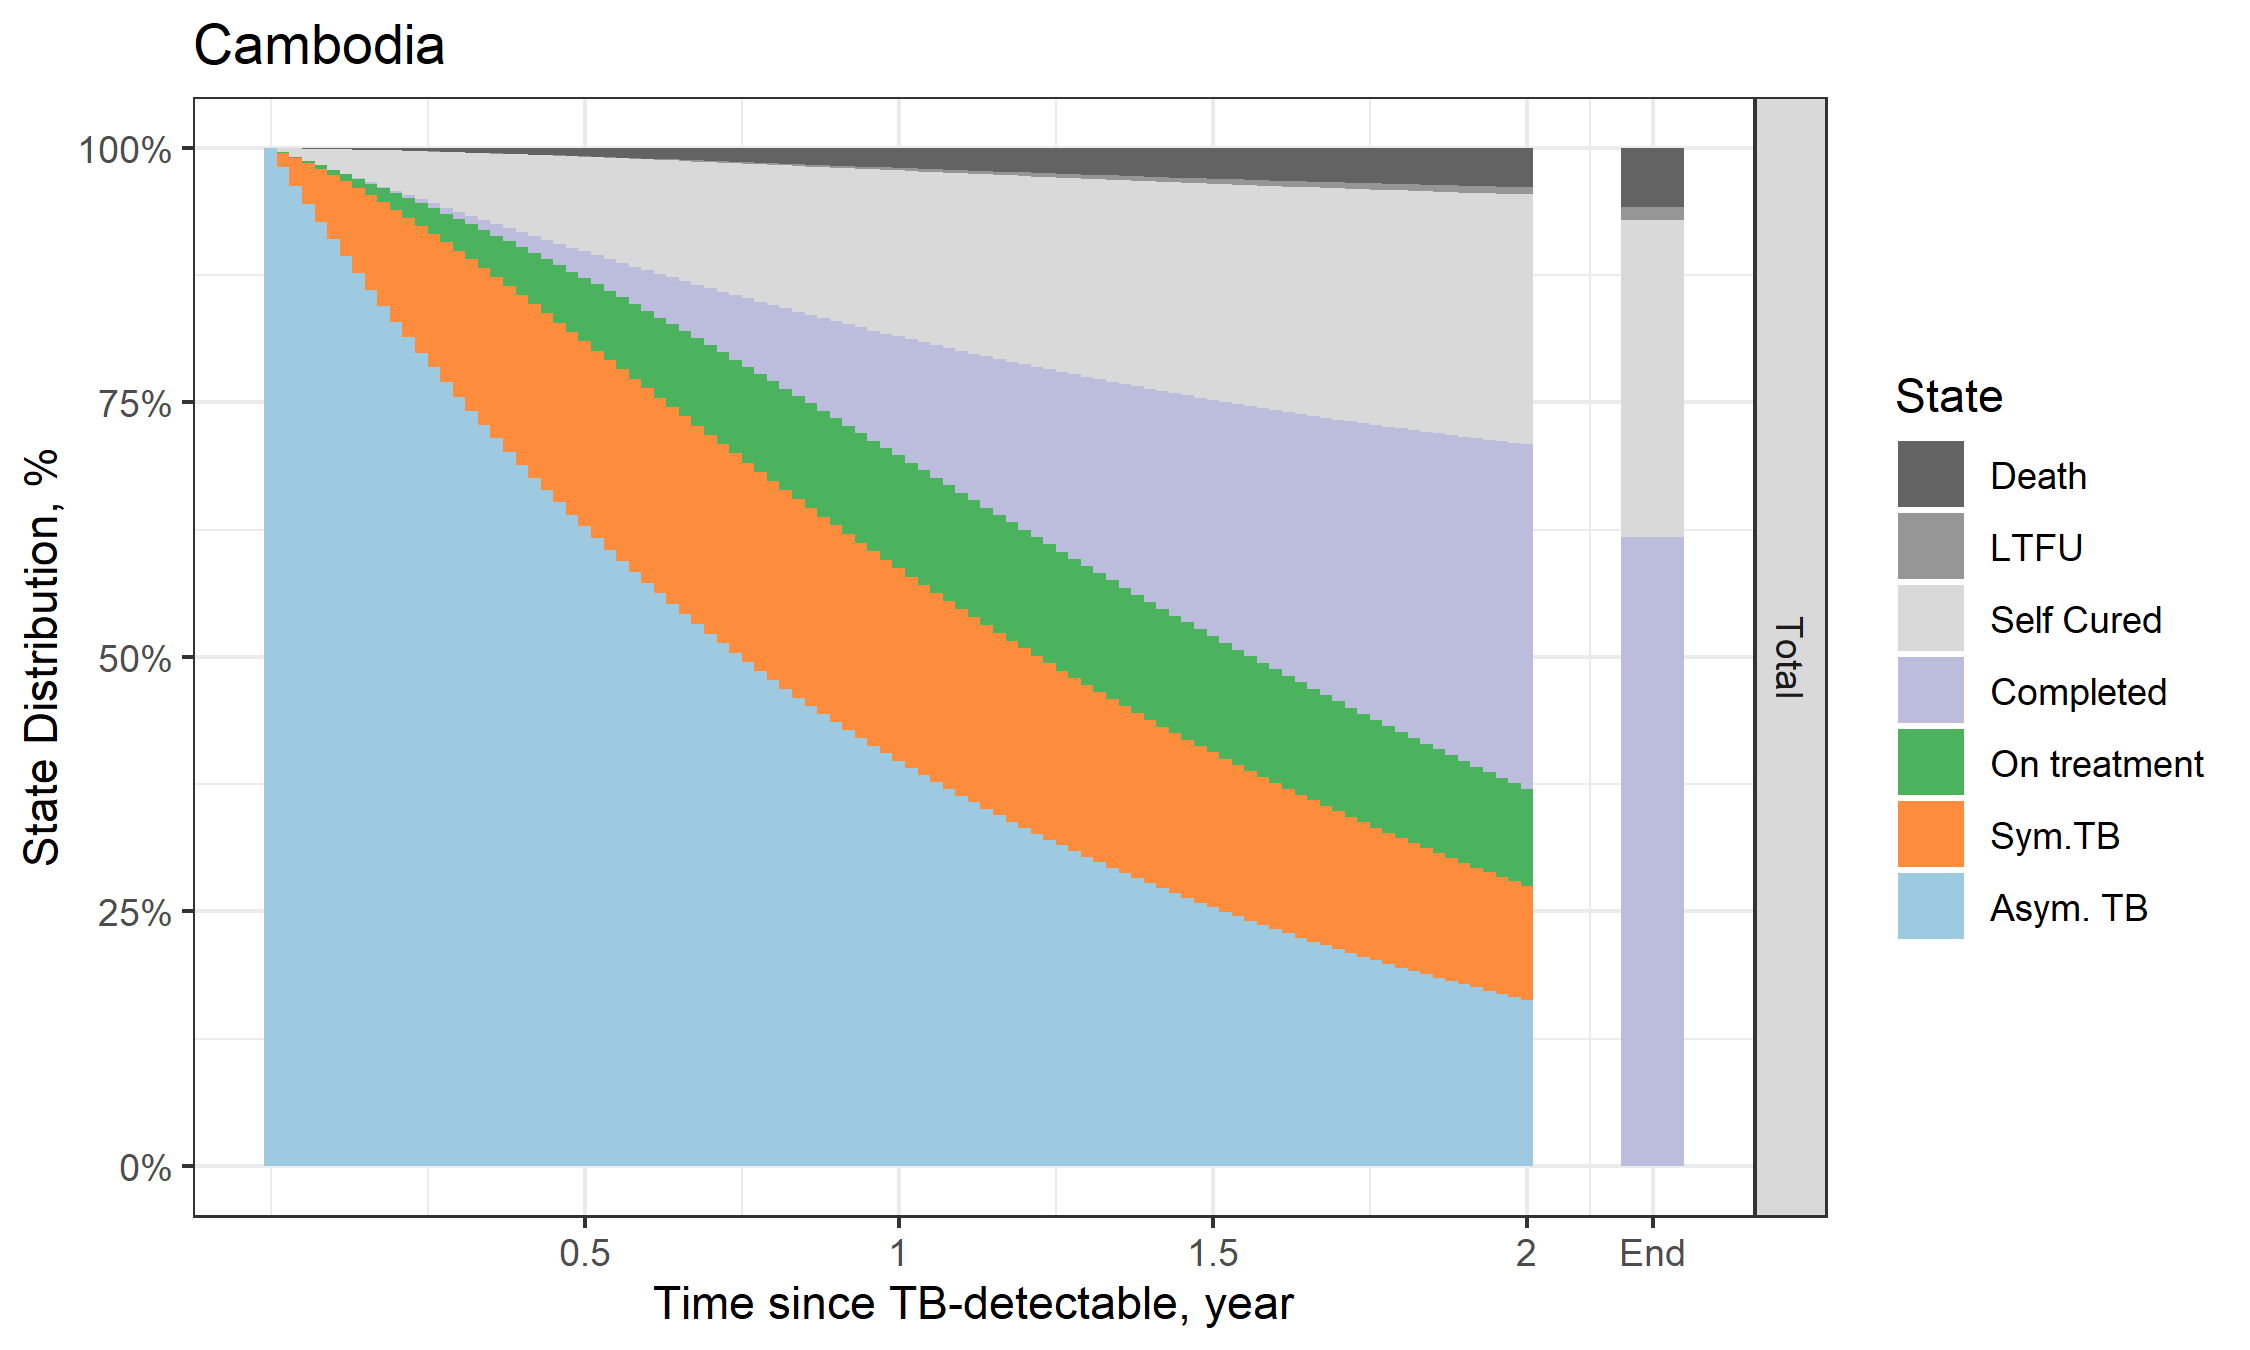 Cambodia
State Distribution, %
100%
75%
50%
25%
0%
0.5
1
1.5
2
End
Time since TB-detectable, year
Total
State
Death
LTFU
Self Cured
Completed
On treatment
Sym.TB
Asym. TB